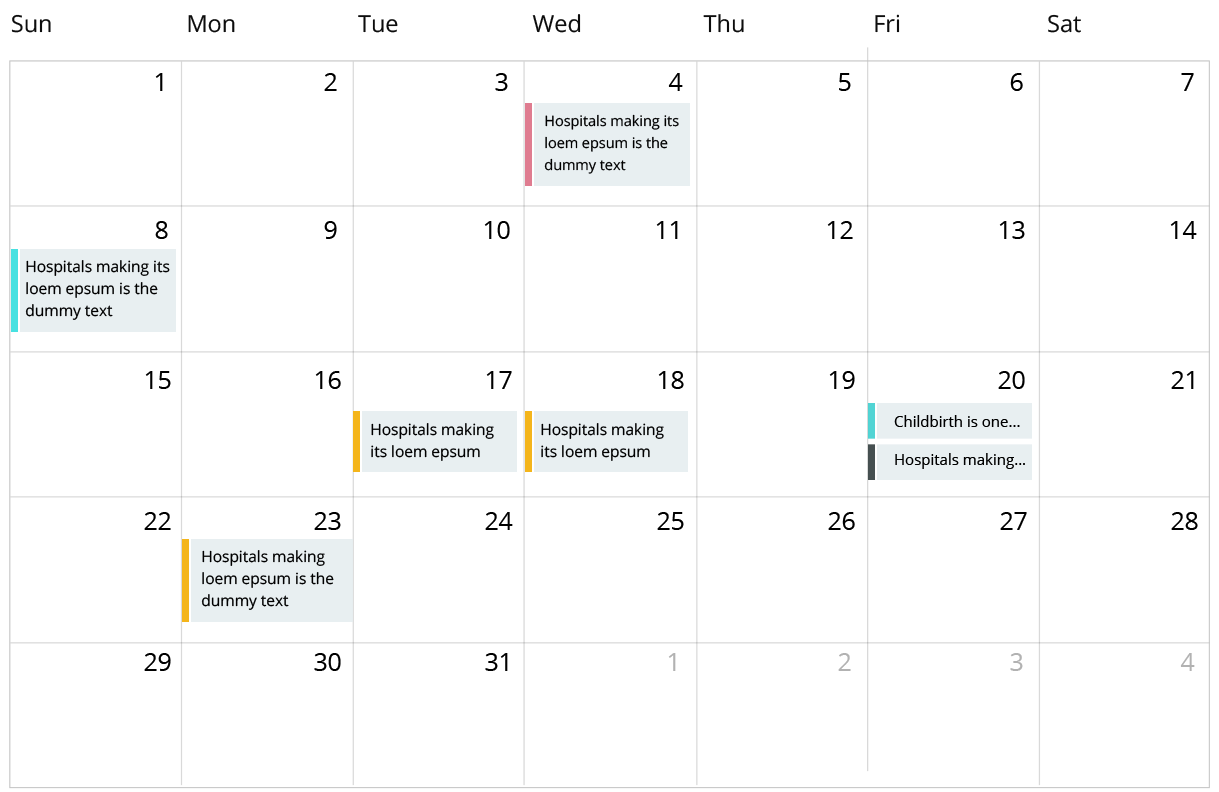 Sun Mon Tue Wed Thu Fri Sat
1 2 3 4 5 6 7
Hospitals making its
loem epsum is the
dummy text
8 9 10 11 12 13 14
Hospitals making its
loem epsum is the
dummy text
15 16 17 18 19 20 21
Hospitals making
its loem epsum
Hospitals making
its loem epsum
Childbirth is one...
Hospitals making...
22 23 24 25 26 27 28
Hospitals making
loem epsum is the
dummy text
29 30 31 1 2 3 4